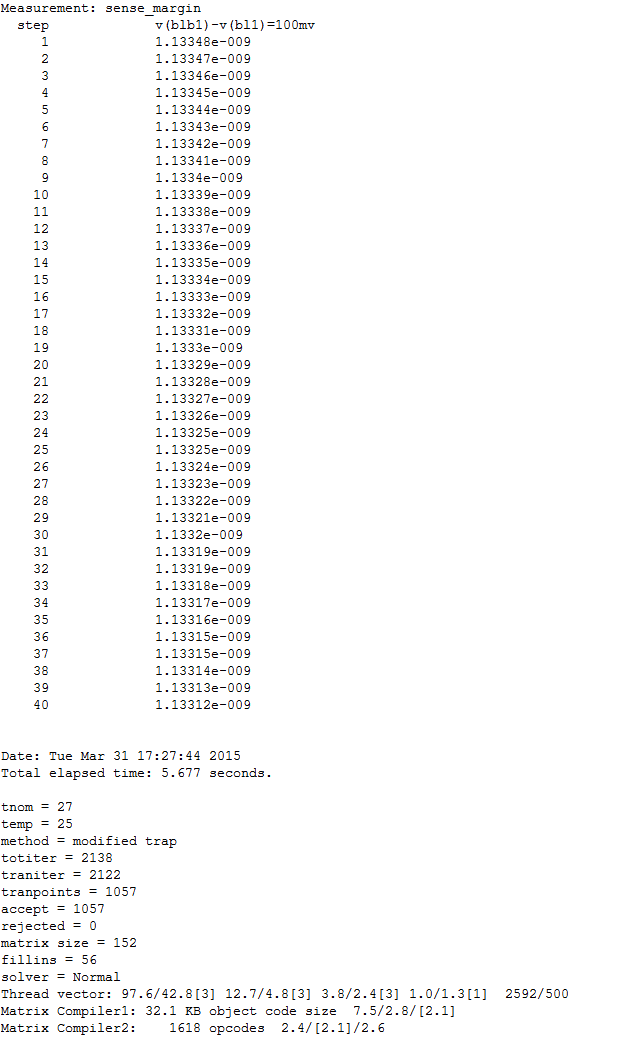 Measurement: sense_margin
step v(blb1)-v(bl1)=100mv
1 1.13348e-009
2 1.13347e-009
3 1.13346e-009
4 1.13345e-009
5 1.13344e-009
6 1.13343e-009
7 1.13342e-009
8 1.13341e-009
9 1.1334e-009
10 1.13339e-009
11 1.13338e-009
12 1.13337e-009
13 1.13336e-009
14 1.13335e-009
15 1.13334e-009
16 1.13333e-009
17 1.13332e-009
18 1.13331e-009
19 1.1333e-009
20 1.13329e-009
21 1.13328e-009
22 1.13327e-009
23 1.13326e-009
24 1.13325e-009
25 1.13325e-009
26 1.13324e-009
27 1.13323e-009
28 1.13322e-009
29 1.13321e-009
30 1.1332e-009
31 1.13319e-009
32 1.13319e-009
33 1.13318e-009
34 1.13317e-009
35 1.13316e-009
36 1.13315e-009
37 1.13315e-009
38 1.13314e-009
39 1.13313e-009
40 1.13312e-009
Date: Tue Mar 31 17:27:44 2015
Total elapsed time: 5.677 seconds.
tnom = 27
temp = 25
method = modified trap
totiter = 2138
traniter = 2122
tranpoints = 1057
accept = 1057
rejected = 0
matrix size = 152
fillins = 56
solver = Normal
Thread vector: 97.6/42.8[3] 12.7/4.8[3] 3.8/2.4[3] 1.0/1.3[1] 2592/500
Matrix Compiler1: 32.1 KB object code size 7.5/2.8/[2.1]
Matrix Compiler2: 1618 opcodes 2.4/[2.1]/2.6